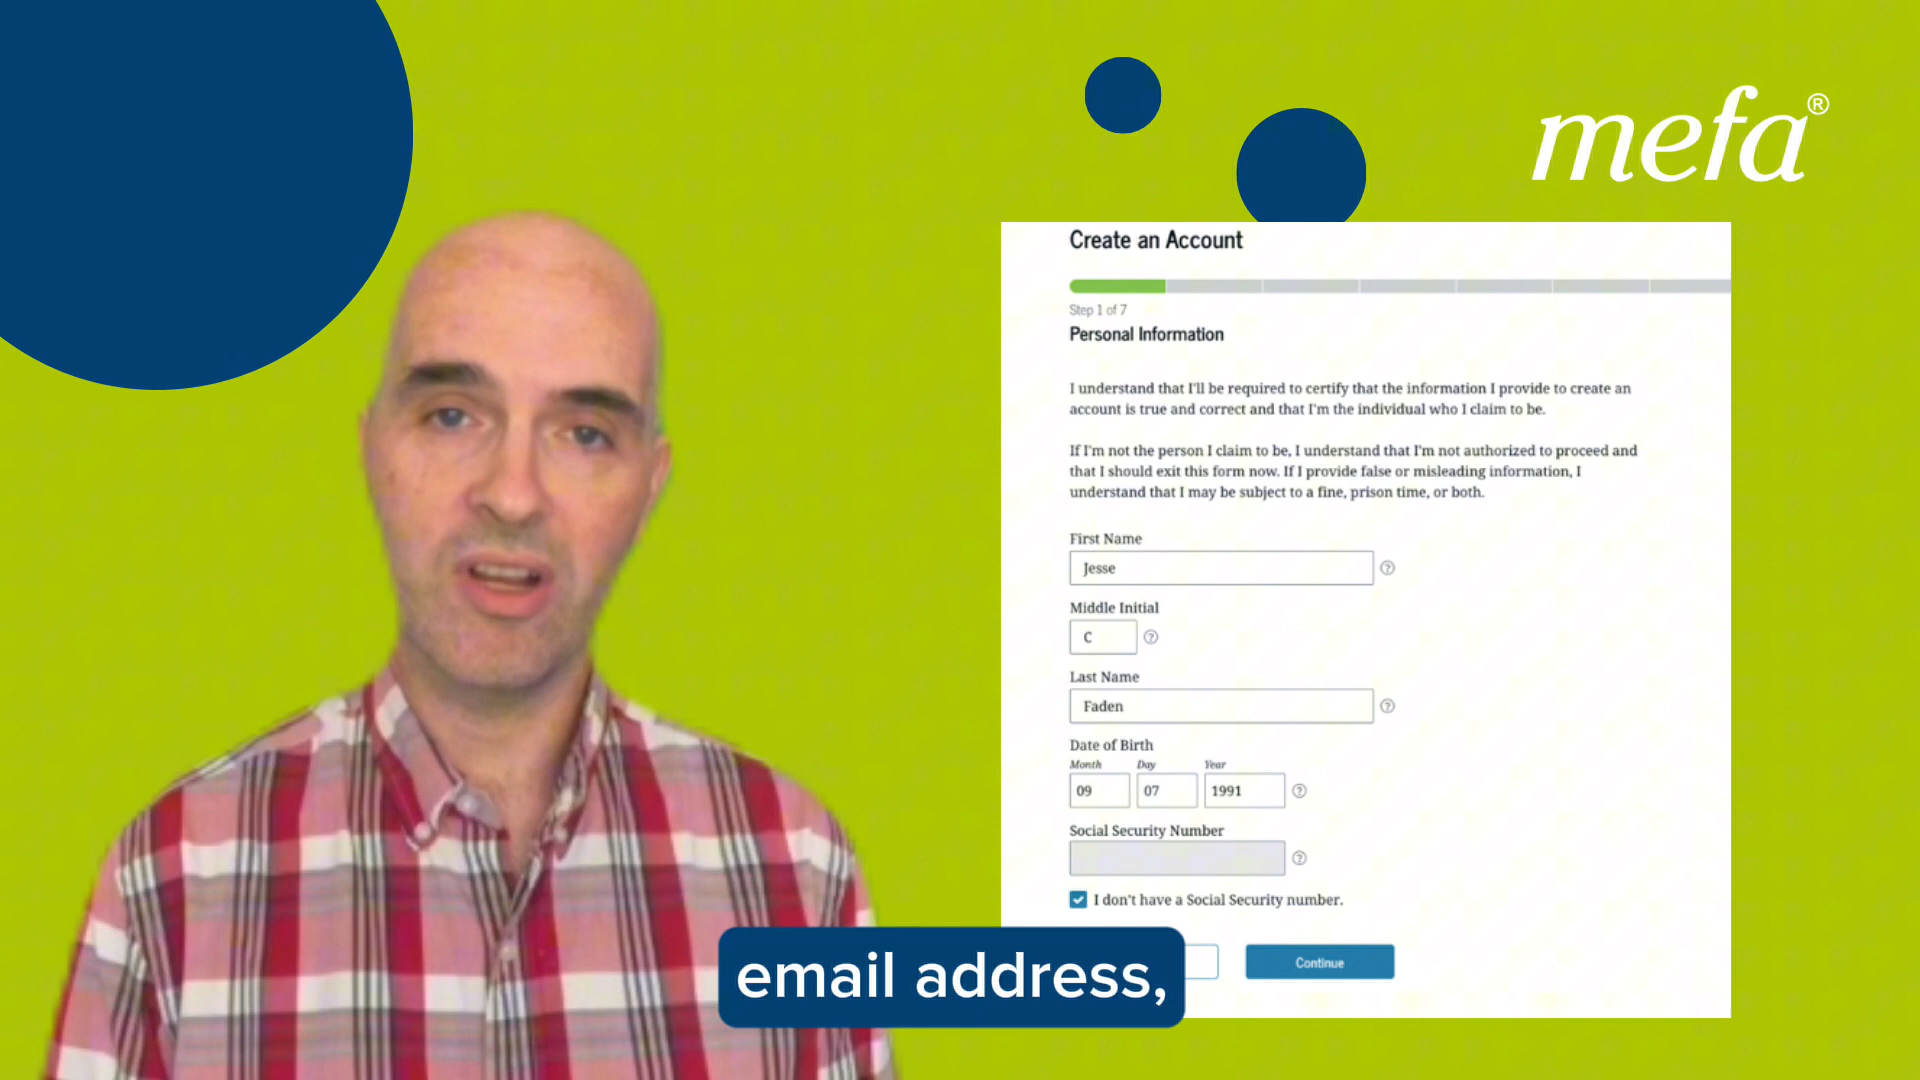 mefa®
Create an Account
Step 1 of 7
Personal Information
I understand that I'll be required to certify that the information I provide to create an
account is true and correct and that I'm the individual who I claim to be.
If I'm not the person I claim to be, I understand that I'm not authorized to proceed and
that I should exit this form now. If I provide false or misleading information, I
understand that I may be subject to a fine, prison time, or both.
First Name
Jesse
?
Middle Initial
C
?
Last Name
Faden
?
Date of Birth
Month Day Year
09 07 1991 ?
Social Security Number
?
I don't have a Social Security number.
Continue
email address,